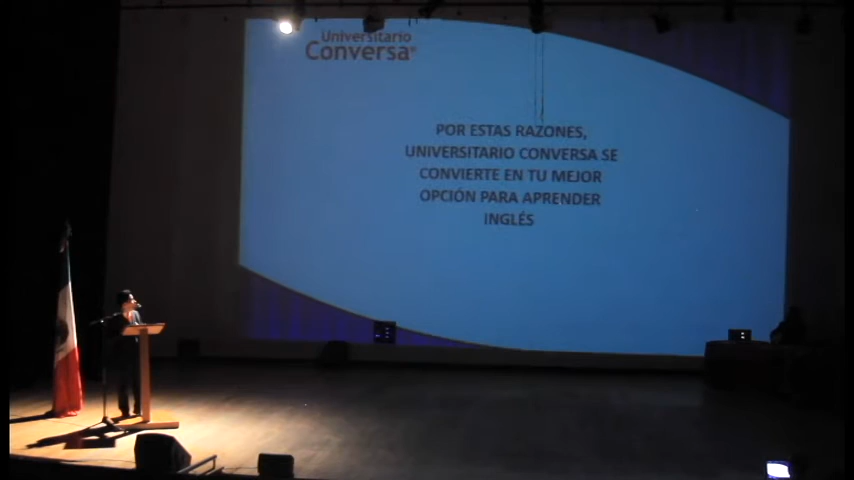 Universitario
Conversa®
POR ESTAS RAZONES,
UNIVERSITARIO CONVERSA SE
CONVIERTE EN TU MEJOR
OPCIÓN PARA APRENDER
INGLÉS